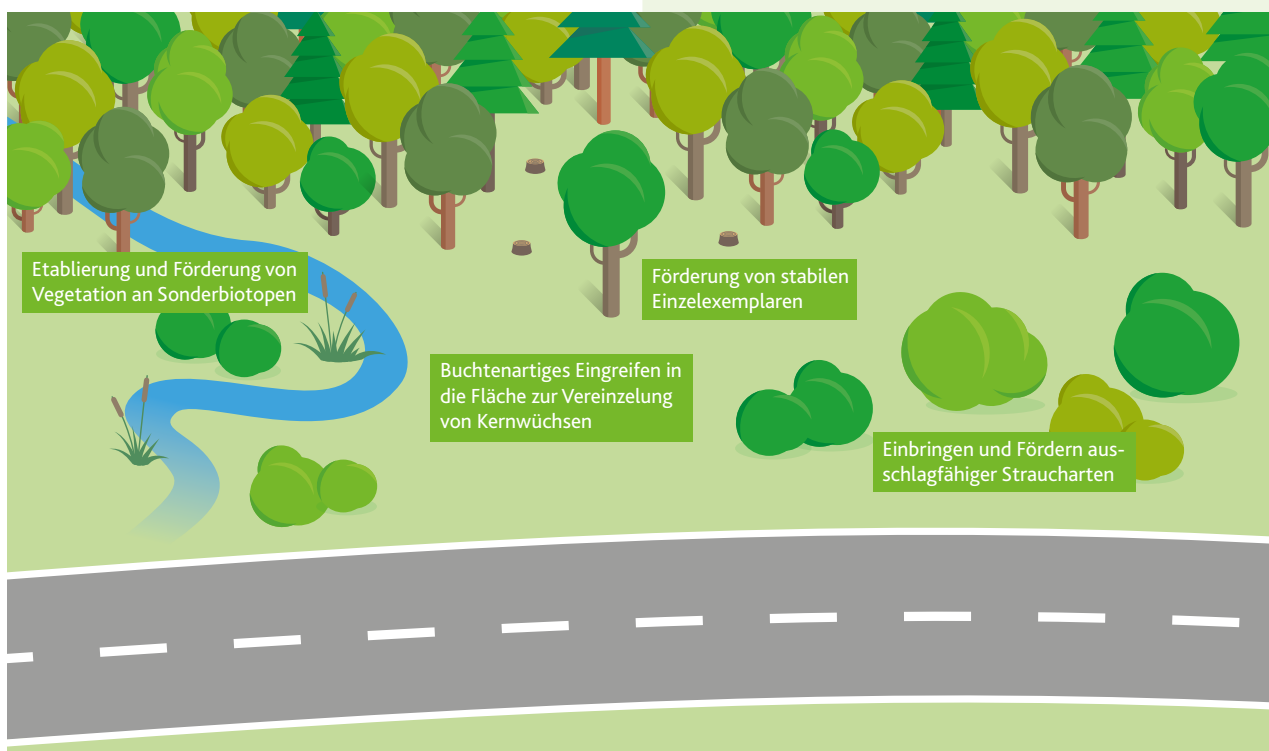 Etablierung und Förderung von
Vegetation an Sonderbiotopen
Förderung von stabilen
Einzelexemplaren
Buchtenartiges Eingreifen in
die Fläche zur Vereinzelung
von Kernwüchsen
Einbringen und Fördern aus-
schlagfähiger Straucharten